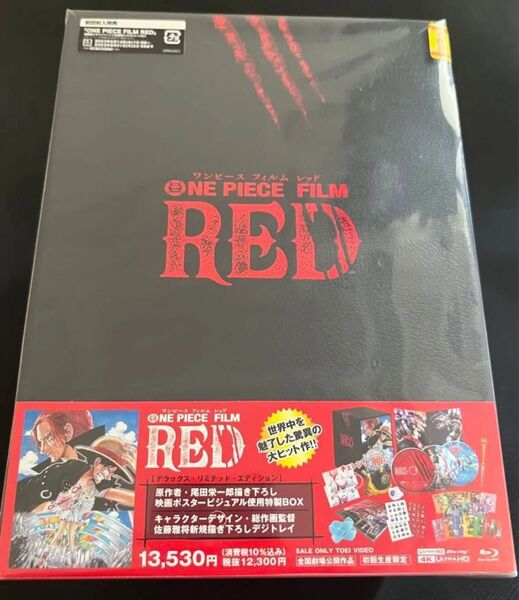 初回封入特典
『ONE PIECE FILM RED』
ワンピース フィルム レッド
ONE PIECE FILM
RED
ワンピース フィルム レッド
ONE PIECE FILM
RED
[デラックス・リミテッド・エディション]
世界中を
魅了した驚異の
大ヒット作!!
原作者・尾田栄一郎描き下ろし
映画ポスタービジュアル使用特製BOX
キャラクターデザイン・総作画監督
佐藤雅将新規描き下ろしデジトレイ
13,530円 (消費税10%込み)
税抜12,300円
SALE ONLY TOEI VIDEO
全国劇場公開作品 初回生産限定
ULTRA HD Blu-ray
4K ULTRA HD Blu-ray